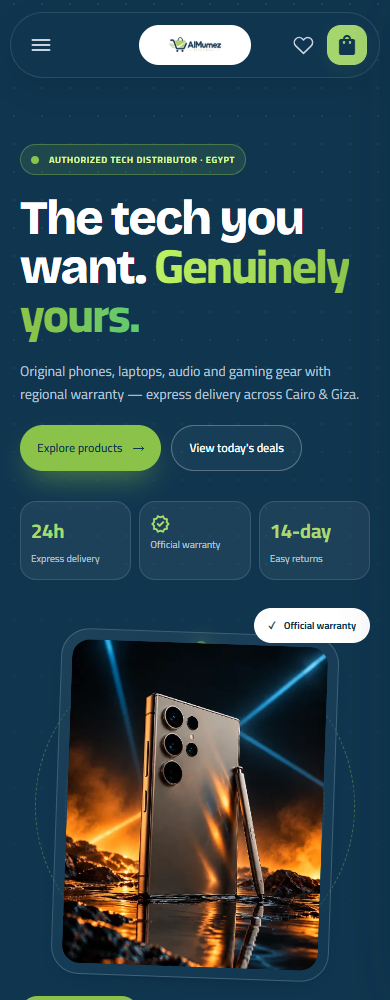 AlMumez
AUTHORIZED TECH DISTRIBUTOR · EGYPT
The tech you
want. Genuinely
yours.
Original phones, laptops, audio and gaming gear with
regional warranty — express delivery across Cairo & Giza.
Explore products →
View today's deals
24h
Express delivery
Official warranty
14-day
Easy returns
✓ Official warranty